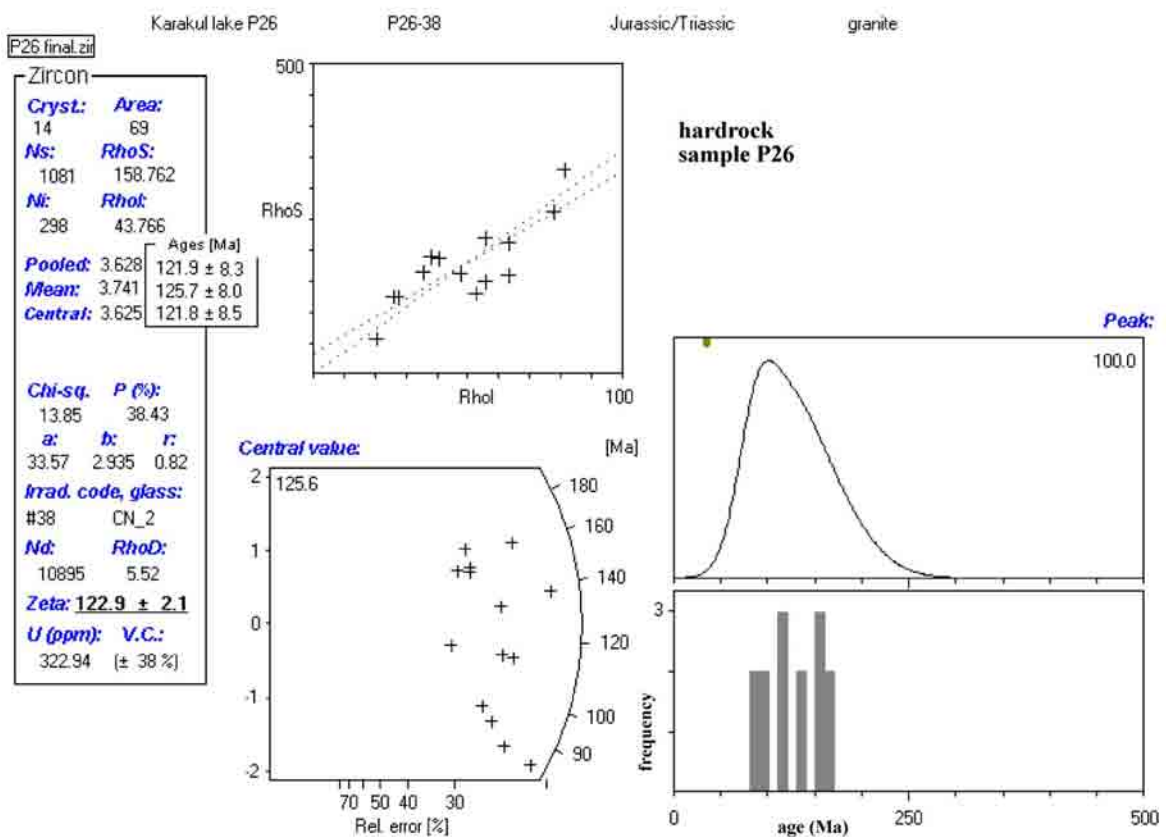 Karakul lake P26 P26-38 Jurassic/Triassic granite
P26 final.zir
Zircon
Cryst.: Area:
14 69
Ns: RhoS:
1081 158.762
Ni: RhoI:
298 43.766
Ages [Ma]
Pooled: 3.628 121.9 ± 8.3
Mean: 3.741 125.7 ± 8.0
Central: 3.625 121.8 ± 8.5
Chi-sq. P (%):
13.85 38.43
a: b: r:
33.57 2.935 0.82
Irrad. code, glass:
#38 CN_2
Nd: RhoD:
10895 5.52
Zeta: 122.9 ± 2.1
U (ppm): V.C.:
322.94 (± 38 %)
500
RhoS
RhoI
100
hardrock
sample P26
Central value:
[Ma]
125.6
2
1
0
-1
-2
180
160
140
120
100
90
70 50 40 30
Rel. error [%]
Peak:
100.0
3
frequency
0 250 500
age (Ma)